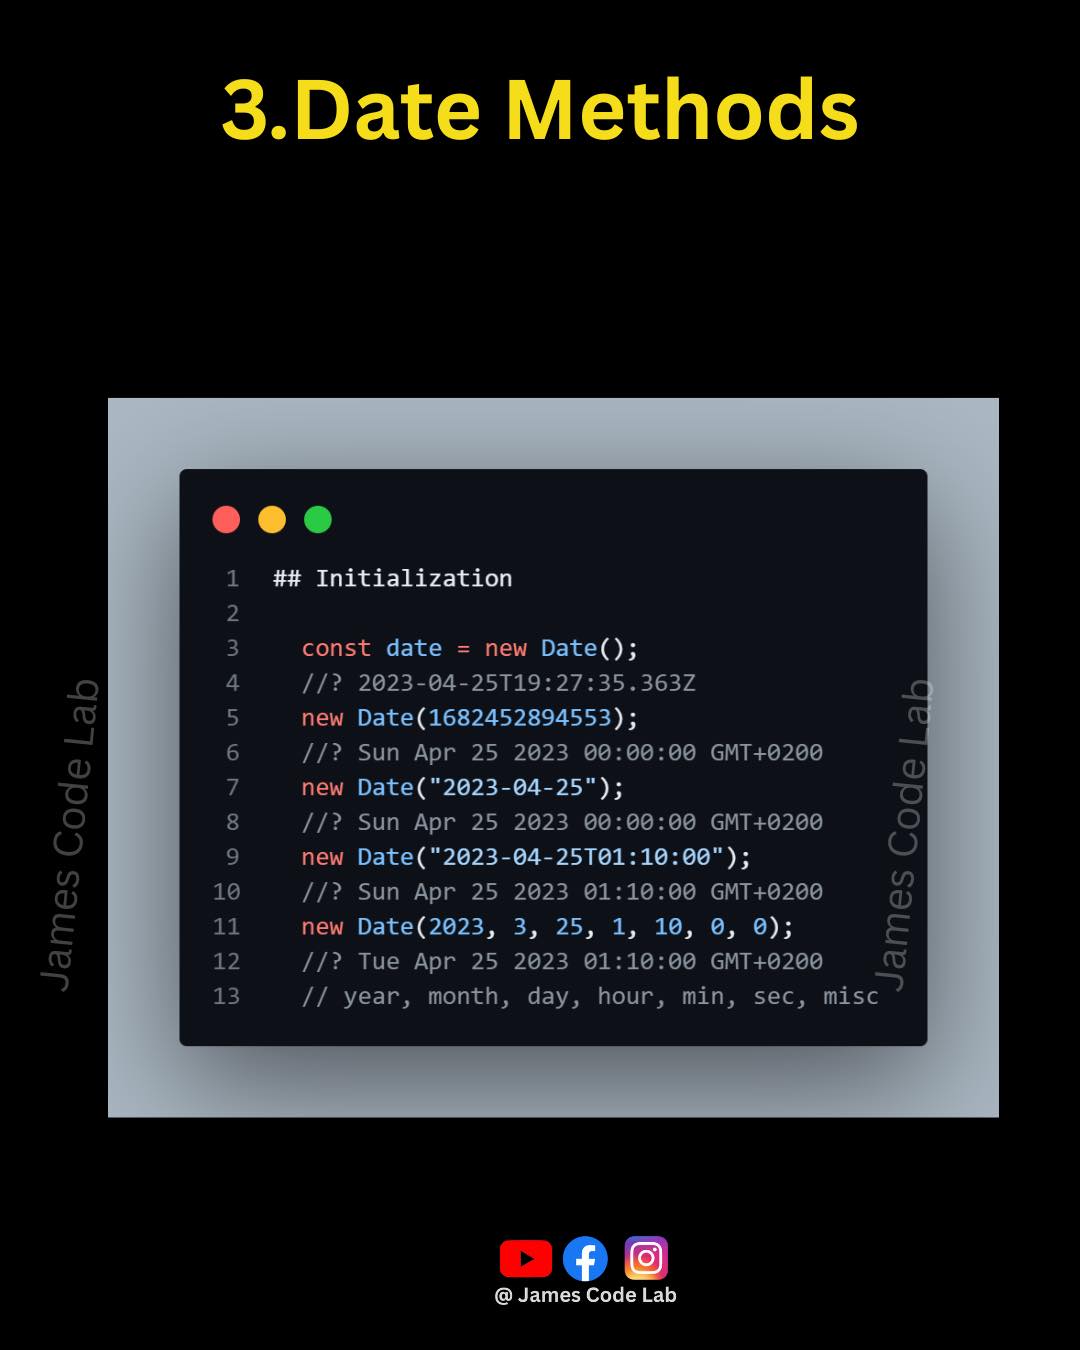 3.Date Methods
1 ## Initialization
2
3 const date = new Date();
4 //? 2023-04-25T19:27:35.363Z
5 new Date(1682452894553);
6 //? Sun Apr 25 2023 00:00:00 GMT+0200
7 new Date("2023-04-25");
8 //? Sun Apr 25 2023 00:00:00 GMT+0200
9 new Date("2023-04-25T01:10:00");
10 //? Sun Apr 25 2023 01:10:00 GMT+0200
11 new Date(2023, 3, 25, 1, 10, 0, 0);
12 //? Tue Apr 25 2023 01:10:00 GMT+0200
13 // year, month, day, hour, min, sec, misc
James Code Lab
James Code Lab
@ James Code Lab